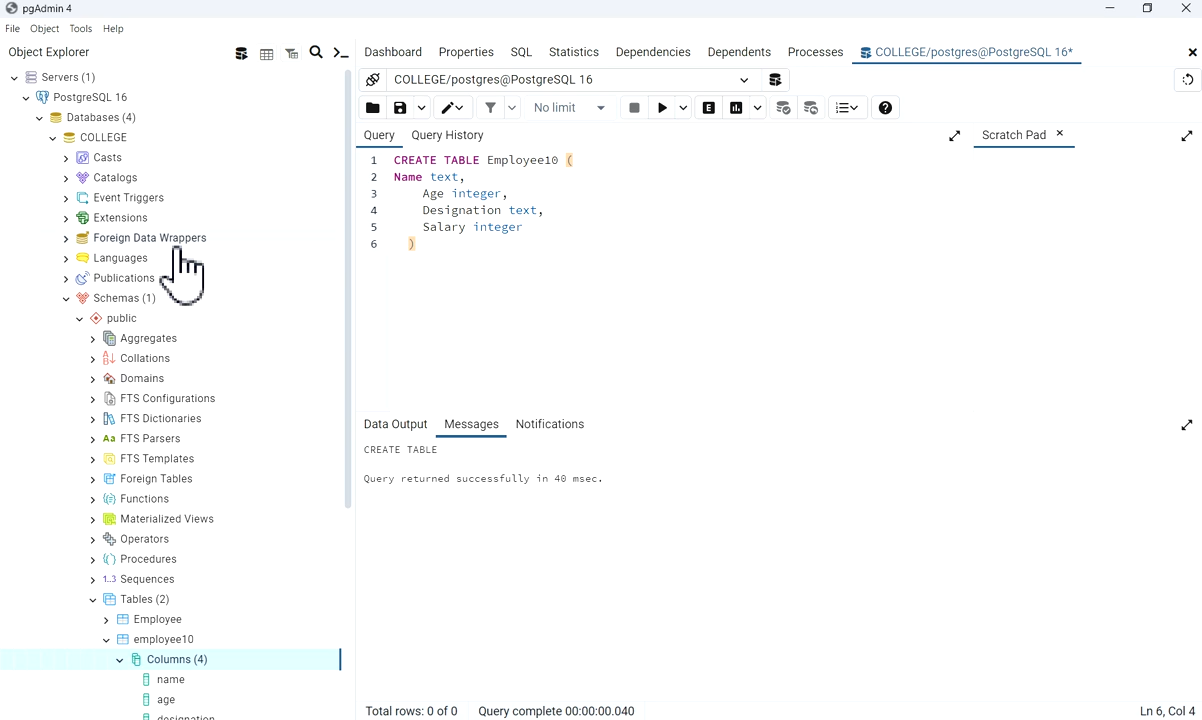 pgAdmin 4
File Object Tools Help
Object Explorer
Servers (1)
PostgreSQL 16
Databases (4)
COLLEGE
Casts
Catalogs
Event Triggers
Extensions
Foreign Data Wrappers
Languages
Publications
Schemas (1)
public
Aggregates
Collations
Domains
FTS Configurations
FTS Dictionaries
Aa FTS Parsers
FTS Templates
Foreign Tables
Functions
Materialized Views
Operators
Procedures
1..3 Sequences
Tables (2)
Employee
employee10
Columns (4)
name
age
designation
Dashboard Properties SQL Statistics Dependencies Dependents Processes COLLEGE/postgres@PostgreSQL 16*
COLLEGE/postgres@PostgreSQL 16
No limit
Query Query History Scratch Pad
1 CREATE TABLE Employee10 (
2 Name text,
3 Age integer,
4 Designation text,
5 Salary integer
6 )
Data Output Messages Notifications
CREATE TABLE
Query returned successfully in 40 msec.
Total rows: 0 of 0 Query complete 00:00:00.040 Ln 6, Col 4